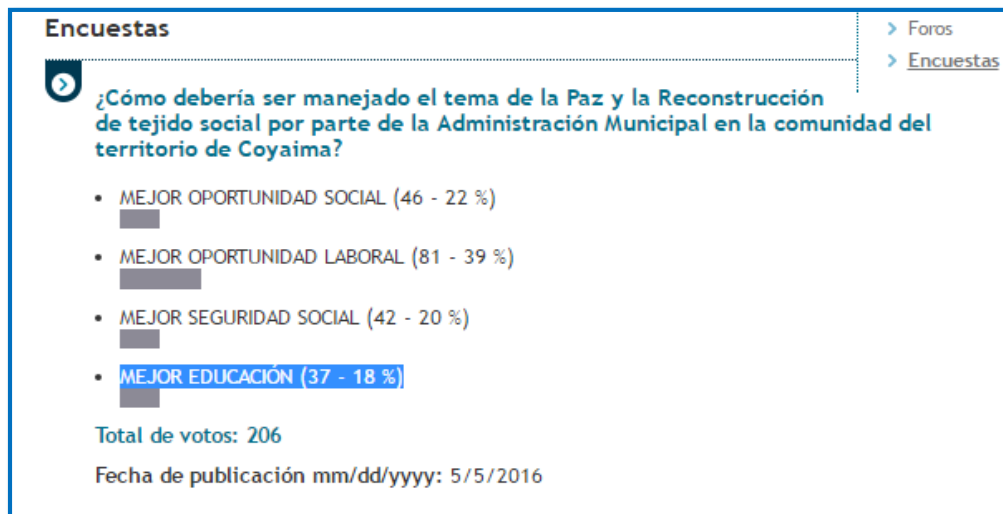 Encuestas
Foros
Encuestas
¿Cómo debería ser manejado el tema de la Paz y la Reconstrucción
de tejido social por parte de la Administración Municipal en la comunidad del
territorio de Coyaima?
MEJOR OPORTUNIDAD SOCIAL (46 - 22 %)
MEJOR OPORTUNIDAD LABORAL (81 - 39 %)
MEJOR SEGURIDAD SOCIAL (42 - 20 %)
MEJOR EDUCACIÓN (37 - 18 %)
Total de votos: 206
Fecha de publicación mm/dd/yyyy: 5/5/2016